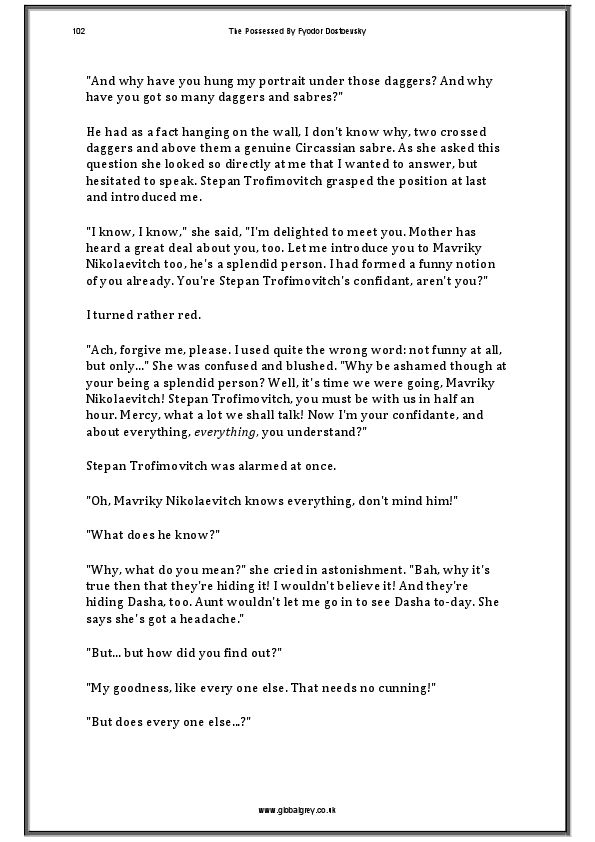 102
The Possessed By Fyodor Dostoevsky
"And why have you hung my portrait under those daggers? And why
have you got so many daggers and sabres?"
He had as a fact hanging on the wall, I don't know why, two crossed
daggers and above them a genuine Circassian sabre. As she asked this
question she looked so directly at me that I wanted to answer, but
hesitated to speak. Stepan Trofimovitch grasped the position at last
and introduced me.
"I know, I know," she said, "I'm delighted to meet you. Mother has
heard a great deal about you, too. Let me introduce you to Mavriky
Nikolaevitch too, he's a splendid person. I had formed a funny notion
of you already. You're Stepan Trofimovitch's confidant, aren't you?"
I turned rather red.
"Ach, forgive me, please. I used quite the wrong word: not funny at all,
but only..." She was confused and blushed. "Why be ashamed though at
your being a splendid person? Well, it's time we were going, Mavriky
Nikolaevitch! Stepan Trofimovitch, you must be with us in half an
hour. Mercy, what a lot we shall talk! Now I'm your confidante, and
about everything, everything, you understand?"
Stepan Trofimovitch was alarmed at once.
"Oh, Mavriky Nikolaevitch knows everything, don't mind him!"
"What does he know?"
"Why, what do you mean?" she cried in astonishment. "Bah, why it's
true then that they're hiding it! I wouldn't believe it! And they're
hiding Dasha, too. Aunt wouldn't let me go in to see Dasha to-day. She
says she's got a headache."
"But... but how did you find out?"
"My goodness, like every one else. That needs no cunning!"
"But does every one else...?"
www.globalgrey.co.uk